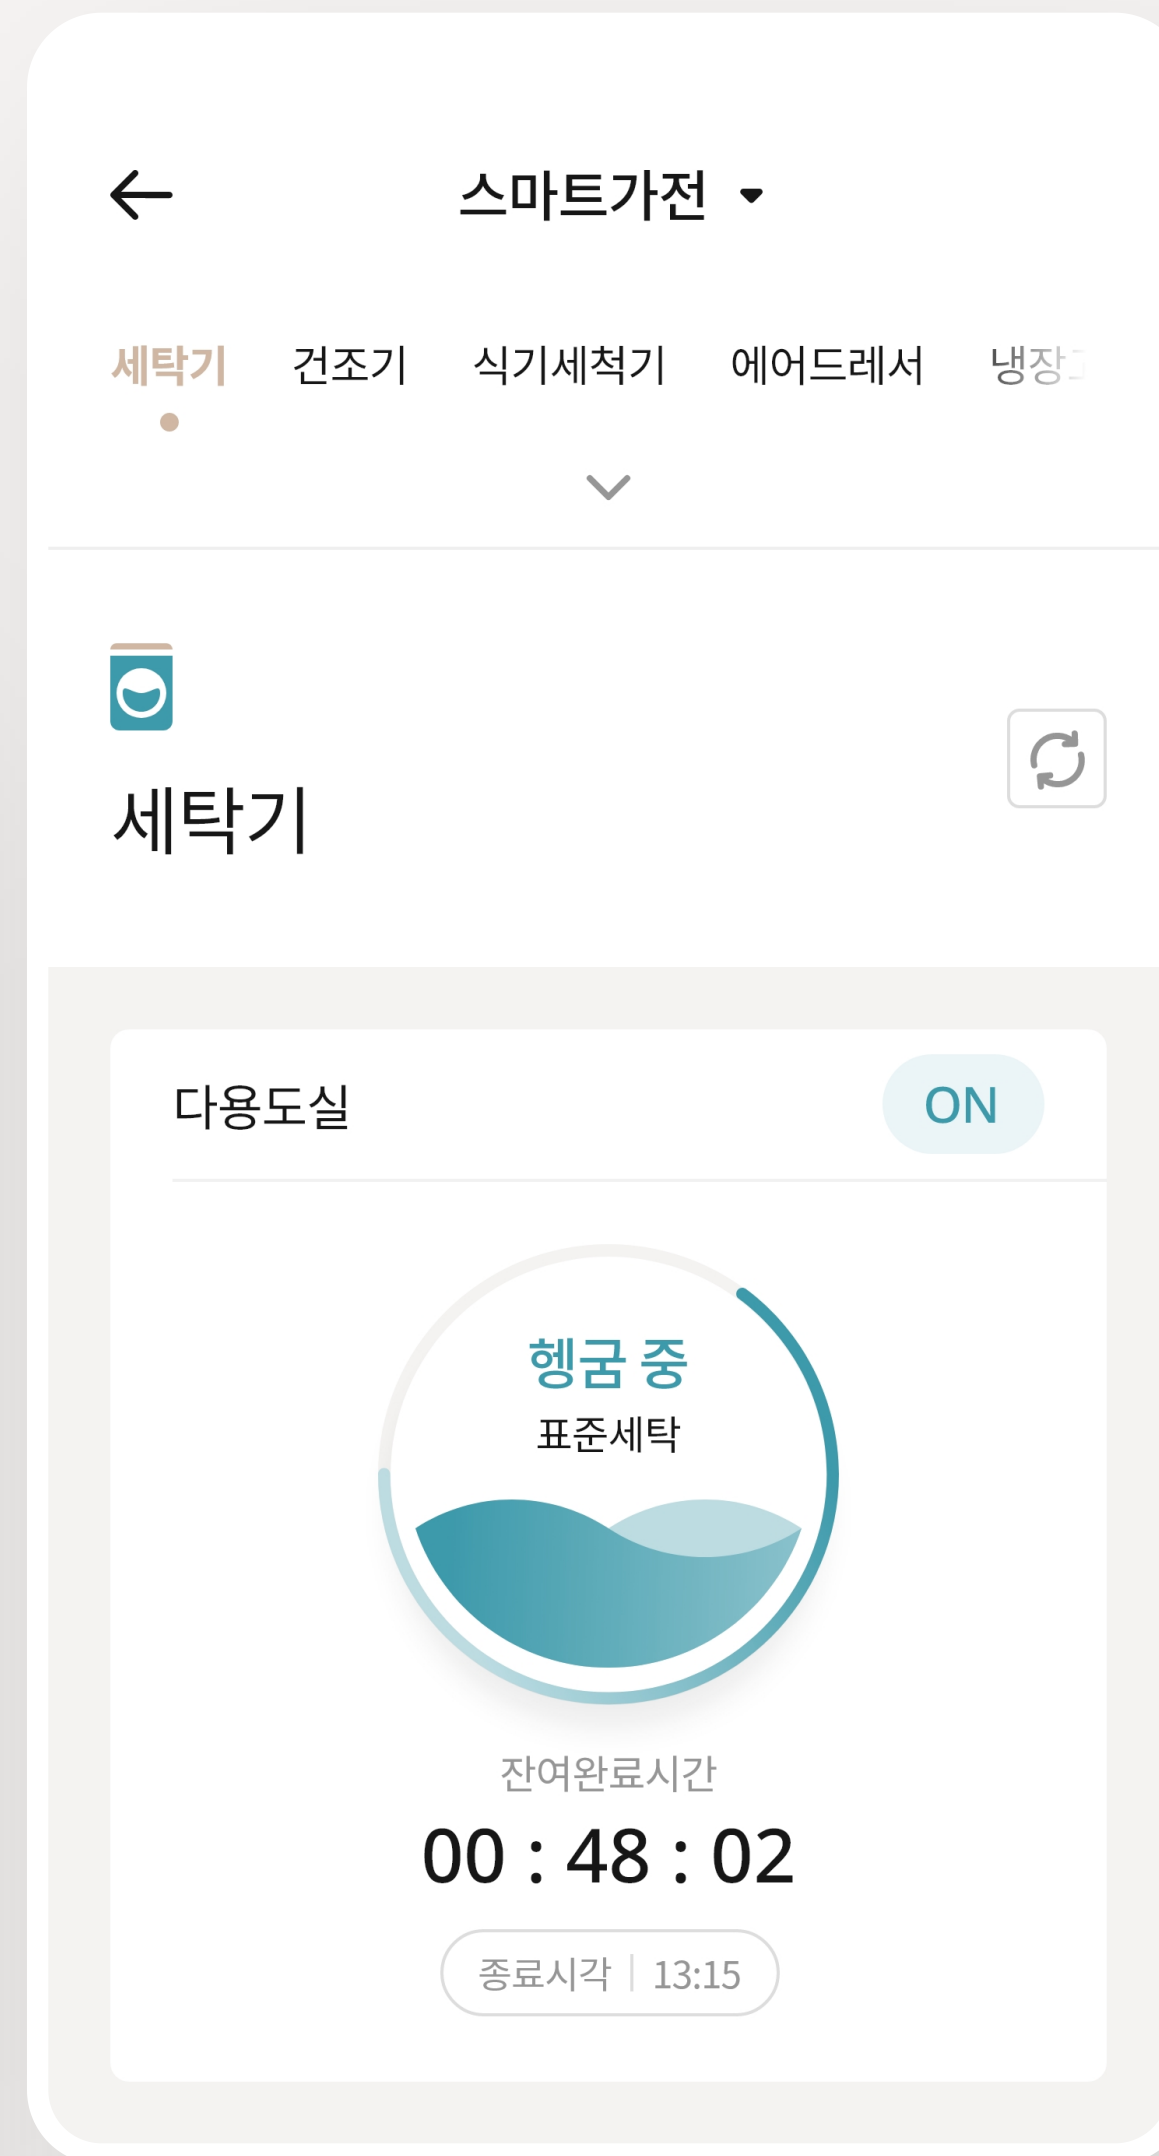 스마트가전
세탁기 건조기 식기세척기 에어드레서 냉장
세탁기
다용도실 ON
헹굼 중
표준세탁
잔여완료시간
00 : 48 : 02
종료시각 | 13:15